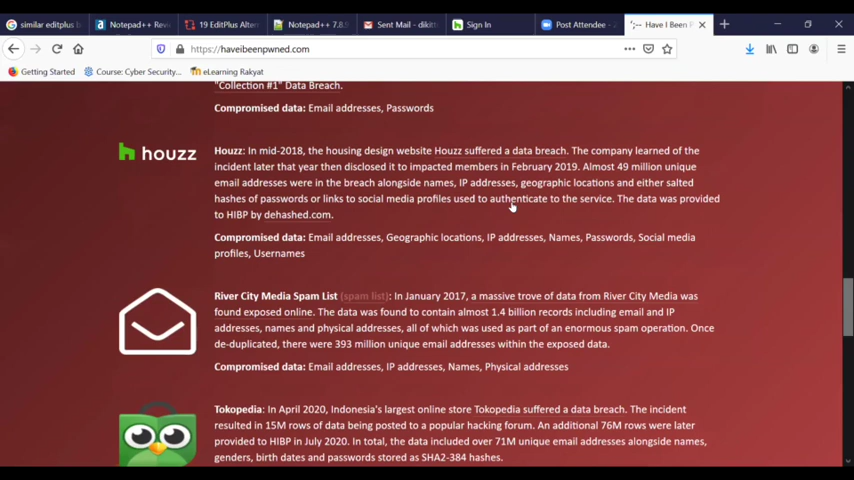 similar editplus b
Notepad++ Revi
19 EditPlus Altern
Notepad++ 7.8.5
Sent Mail - dikitt
Sign In
Post Attendee -
Have I Been P
https://haveibeenpwned.com
Getting Started
Course: Cyber Security...
eLearning Rakyat
"Collection #1" Data Breach.
Compromised data: Email addresses, Passwords
houzz
Houzz: In mid-2018, the housing design website Houzz suffered a data breach. The company learned of the
incident later that year then disclosed it to impacted members in February 2019. Almost 49 million unique
email addresses were in the breach alongside names, IP addresses, geographic locations and either salted
hashes of passwords or links to social media profiles used to authenticate to the service. The data was provided
to HIBP by dehashed.com.
Compromised data: Email addresses, Geographic locations, IP addresses, Names, Passwords, Social media
profiles, Usernames
River City Media Spam List (spam list): In January 2017, a massive trove of data from River City Media was
found exposed online. The data was found to contain almost 1.4 billion records including email and IP
addresses, names and physical addresses, all of which was used as part of an enormous spam operation. Once
de-duplicated, there were 393 million unique email addresses within the exposed data.
Compromised data: Email addresses, IP addresses, Names, Physical addresses
Tokopedia: In April 2020, Indonesia's largest online store Tokopedia suffered a data breach. The incident
resulted in 15M rows of data being posted to a popular hacking forum. An additional 76M rows were later
provided to HIBP in July 2020. In total, the data included over 71M unique email addresses alongside names,
genders, birth dates and passwords stored as SHA2-384 hashes.